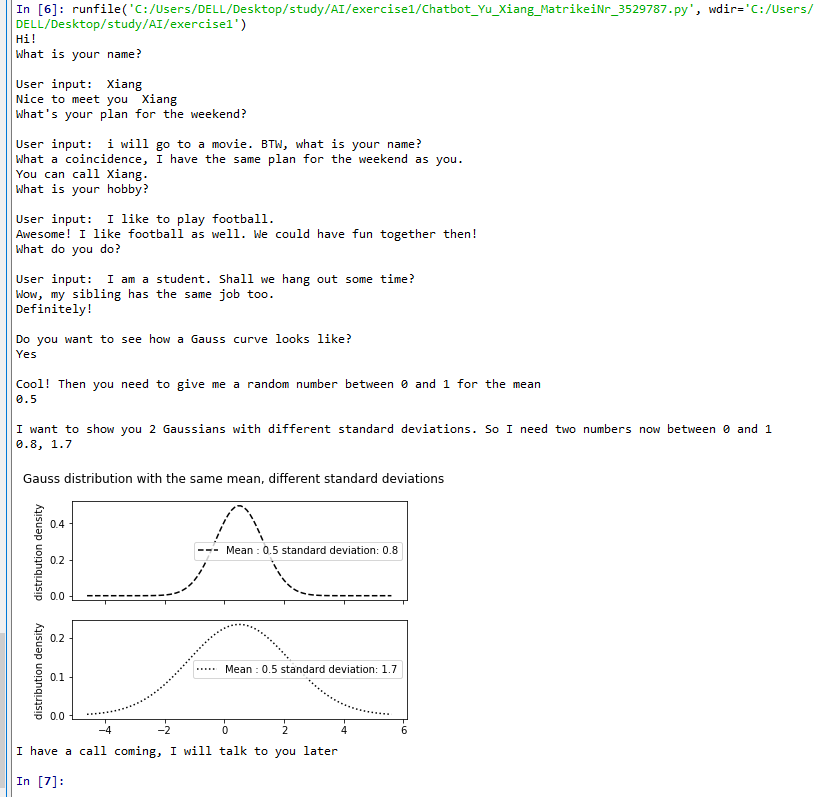 In [6]: runfile('C:/Users/DELL/Desktop/study/AI/exercise1/Chatbot_Yu_Xiang_MatrikeiNr_3529787.py', wdir='C:/Users/
DELL/Desktop/study/AI/exercise1')
Hi!
What is your name?
User input:  Xiang
Nice to meet you  Xiang
What's your plan for the weekend?
User input:  i will go to a movie. BTW, what is your name?
What a coincidence, I have the same plan for the weekend as you.
You can call Xiang.
What is your hobby?
User input:  I like to play football.
Awesome! I like football as well. We could have fun together then!
What do you do?
User input:  I am a student. Shall we hang out some time?
Wow, my sibling has the same job too.
Definitely!
Do you want to see how a Gauss curve looks like?
Yes
Cool! Then you need to give me a random number between 0 and 1 for the mean
0.5
I want to show you 2 Gaussians with different standard deviations. So I need two numbers now between 0 and 1
0.8, 1.7
Gauss distribution with the same mean, different standard deviations
distribution density
0.4
0.2
0.0
Mean : 0.5 standard deviation: 0.8
distribution density
0.2
0.1
0.0
Mean : 0.5 standard deviation: 1.7
−4 −2 0 2 4 6
I have a call coming, I will talk to you later
In [7]: